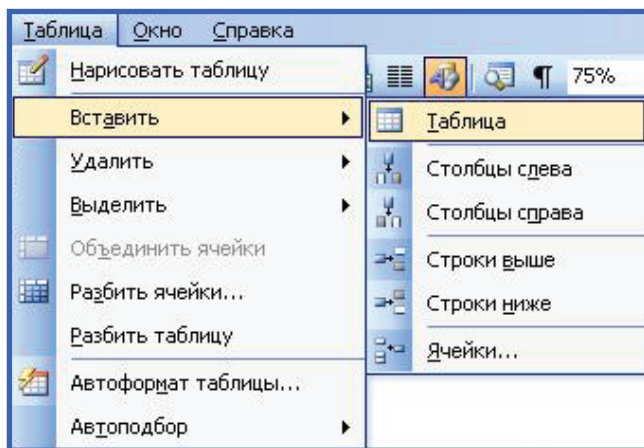 Таблица Окно Справка
Нарисовать таблицу
75%
Вставить
Таблица
Удалить
Столбцы слева
Выделить
Столбцы справа
Объединить ячейки
Строки выше
Разбить ячейки...
Строки ниже
Разбить таблицу
Ячейки...
Автоформат таблицы...
Автоподбор